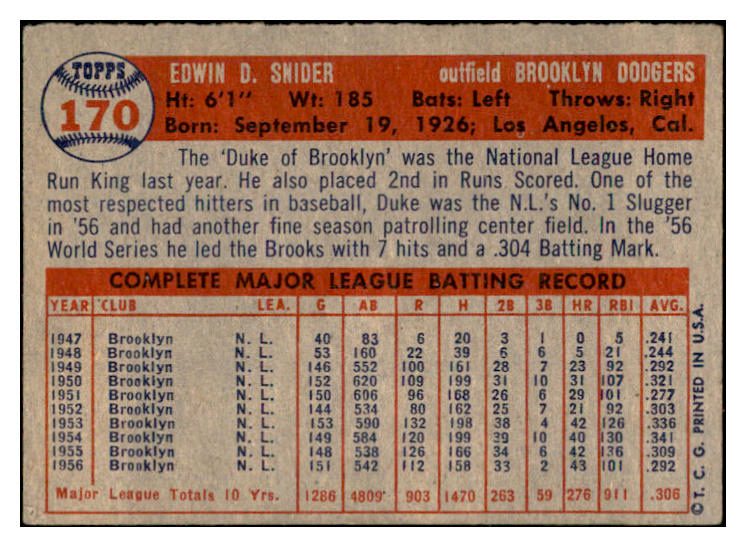 TOPPS
170
EDWIN D. SNIDER outfield BROOKLYN DODGERS
Ht: 6'1" Wt: 185 Bats: Left Throws: Right
Born: September 19, 1926; Los Angeles, Cal.
The 'Duke of Brooklyn' was the National League Home
Run King last year. He also placed 2nd in Runs Scored. One of the
most respected hitters in baseball, Duke was the N.L.'s No. 1 Slugger
in '56 and had another fine season patrolling center field. In the '56
World Series he led the Brooks with 7 hits and a .304 Batting Mark.
COMPLETE MAJOR LEAGUE BATTING RECORD
YEAR CLUB LEA. G AB R H 2B 3B HR RBI AVG.
1947 Brooklyn N. L. 40 83 6 20 3 1 0 5 .241
1948 Brooklyn N. L. 53 160 22 39 6 6 5 21 .244
1949 Brooklyn N. L. 146 552 100 161 28 7 23 92 .292
1950 Brooklyn N. L. 152 620 109 199 31 10 31 107 .321
1951 Brooklyn N. L. 150 606 96 168 26 6 29 101 .277
1952 Brooklyn N. L. 144 534 80 162 25 7 21 92 .303
1953 Brooklyn N. L. 153 590 132 198 38 4 42 126 .336
1954 Brooklyn N. L. 149 584 120 199 39 10 40 130 .341
1955 Brooklyn N. L. 148 538 126 166 34 6 42 136 .309
1956 Brooklyn N. L. 151 542 112 158 33 2 43 101 .292
Major League Totals 10 Yrs. 1286 4809 903 1470 263 59 276 911 .306
©T. C. G. PRINTED IN U.S.A.